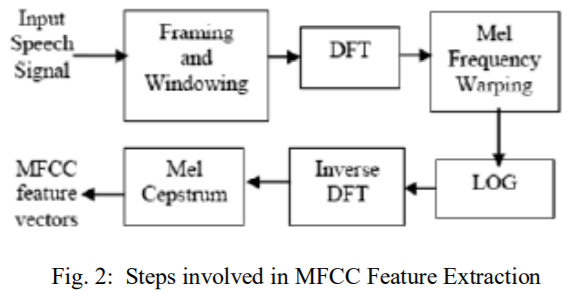 Input
Speech
Signal
Framing
and
Windowing
DFT
Mel
Frequency
Warping
LOG
Inverse
DFT
Mel
Cepstrum
MFCC
feature
vectors
Fig. 2: Steps involved in MFCC Feature Extraction